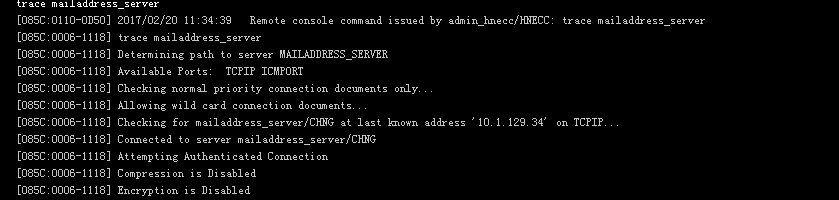 trace mailaddress_server
[085C:0110-0D50] 2017/02/20 11:34:39   Remote console command issued by admin_hnecc/HNECC: trace mailaddress_server
[085C:0006-1118] trace mailaddress_server
[085C:0006-1118] Determining path to server MAILADDRESS_SERVER
[085C:0006-1118] Available Ports:  TCPIP ICMPORT
[085C:0006-1118] Checking normal priority connection documents only...
[085C:0006-1118] Allowing wild card connection documents...
[085C:0006-1118] Checking for mailaddress_server/CHNG at last known address '10.1.129.34' on TCPIP...
[085C:0006-1118] Connected to server mailaddress_server/CHNG
[085C:0006-1118] Attempting Authenticated Connection
[085C:0006-1118] Compression is Disabled
[085C:0006-1118] Encryption is Disabled